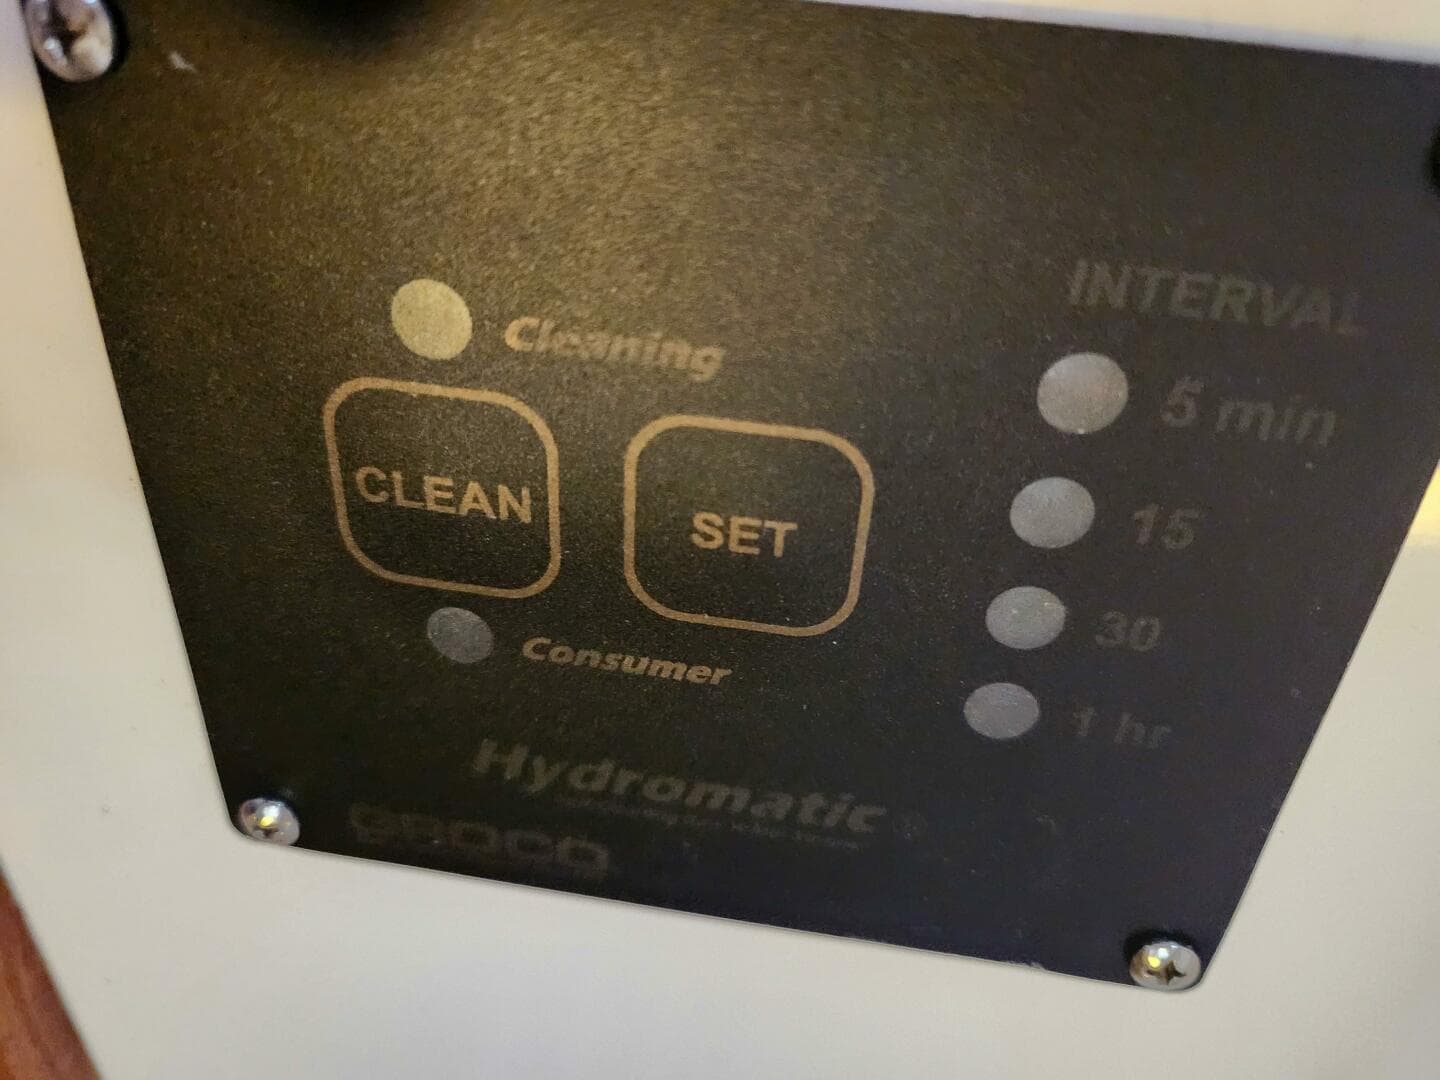 Cleaning
CLEAN
SET
Consumer
INTERVAL
5 min
15
30
1 hr
Hydromatic